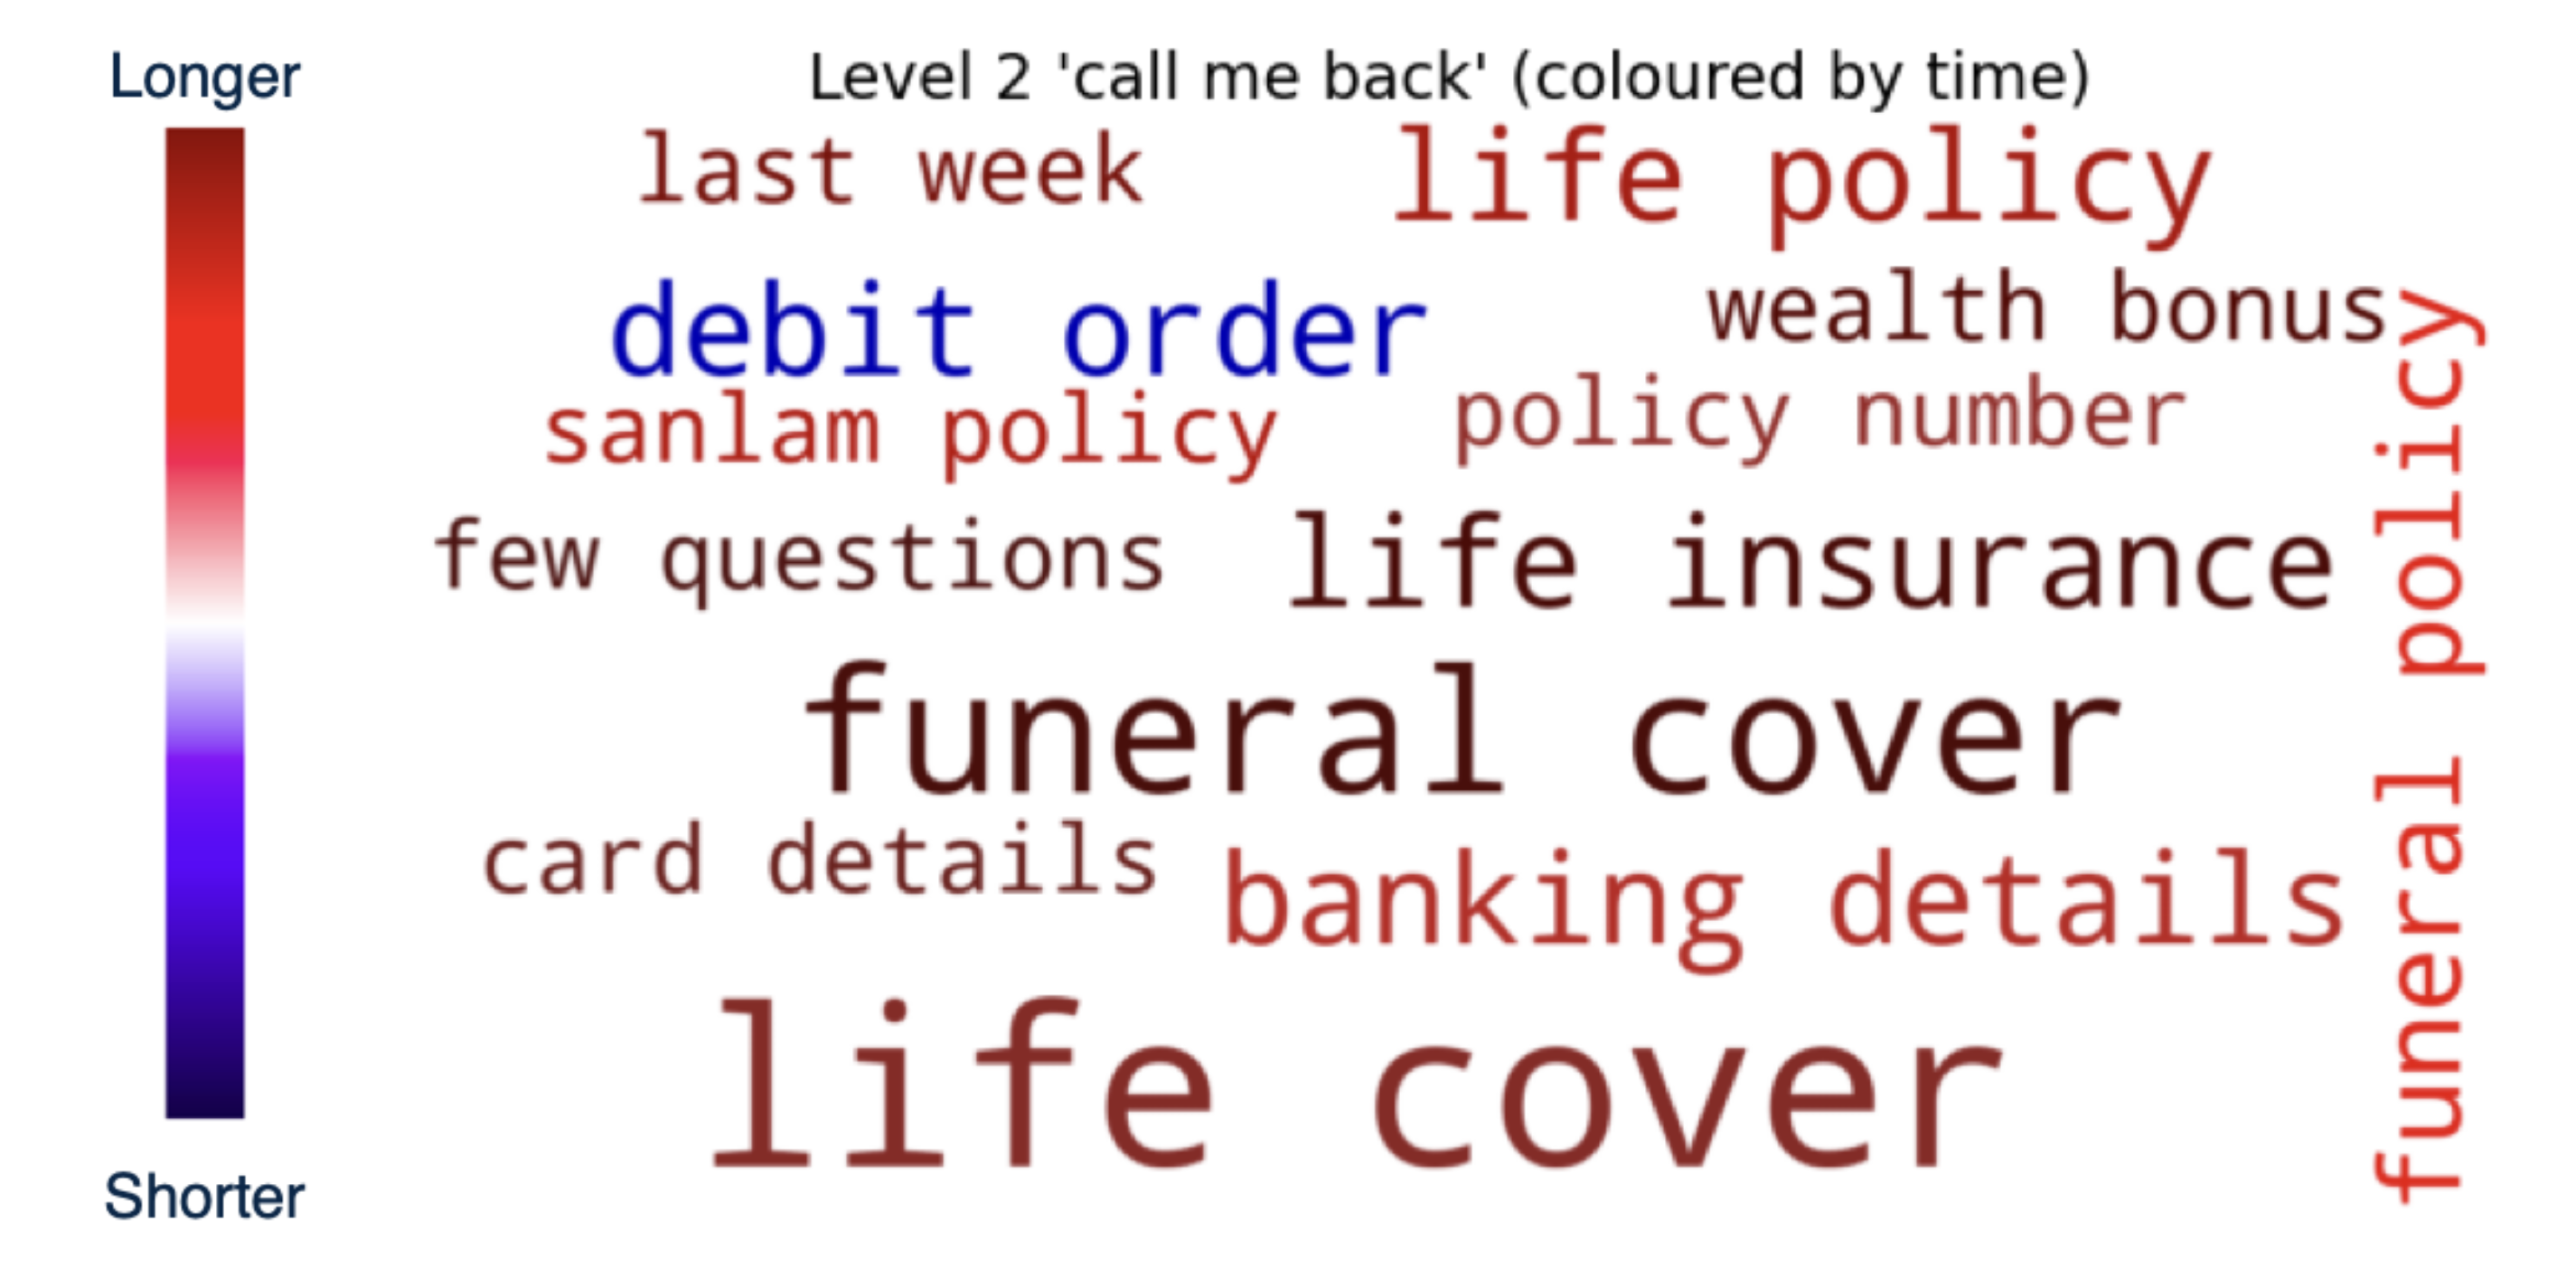 Longer
Level 2 'call me back' (coloured by time)
last week
life policy
debit order
wealth bonus
sanlam policy
policy number
few questions
life insurance
funeral cover
card details
banking details
life cover
funeral policy
Shorter